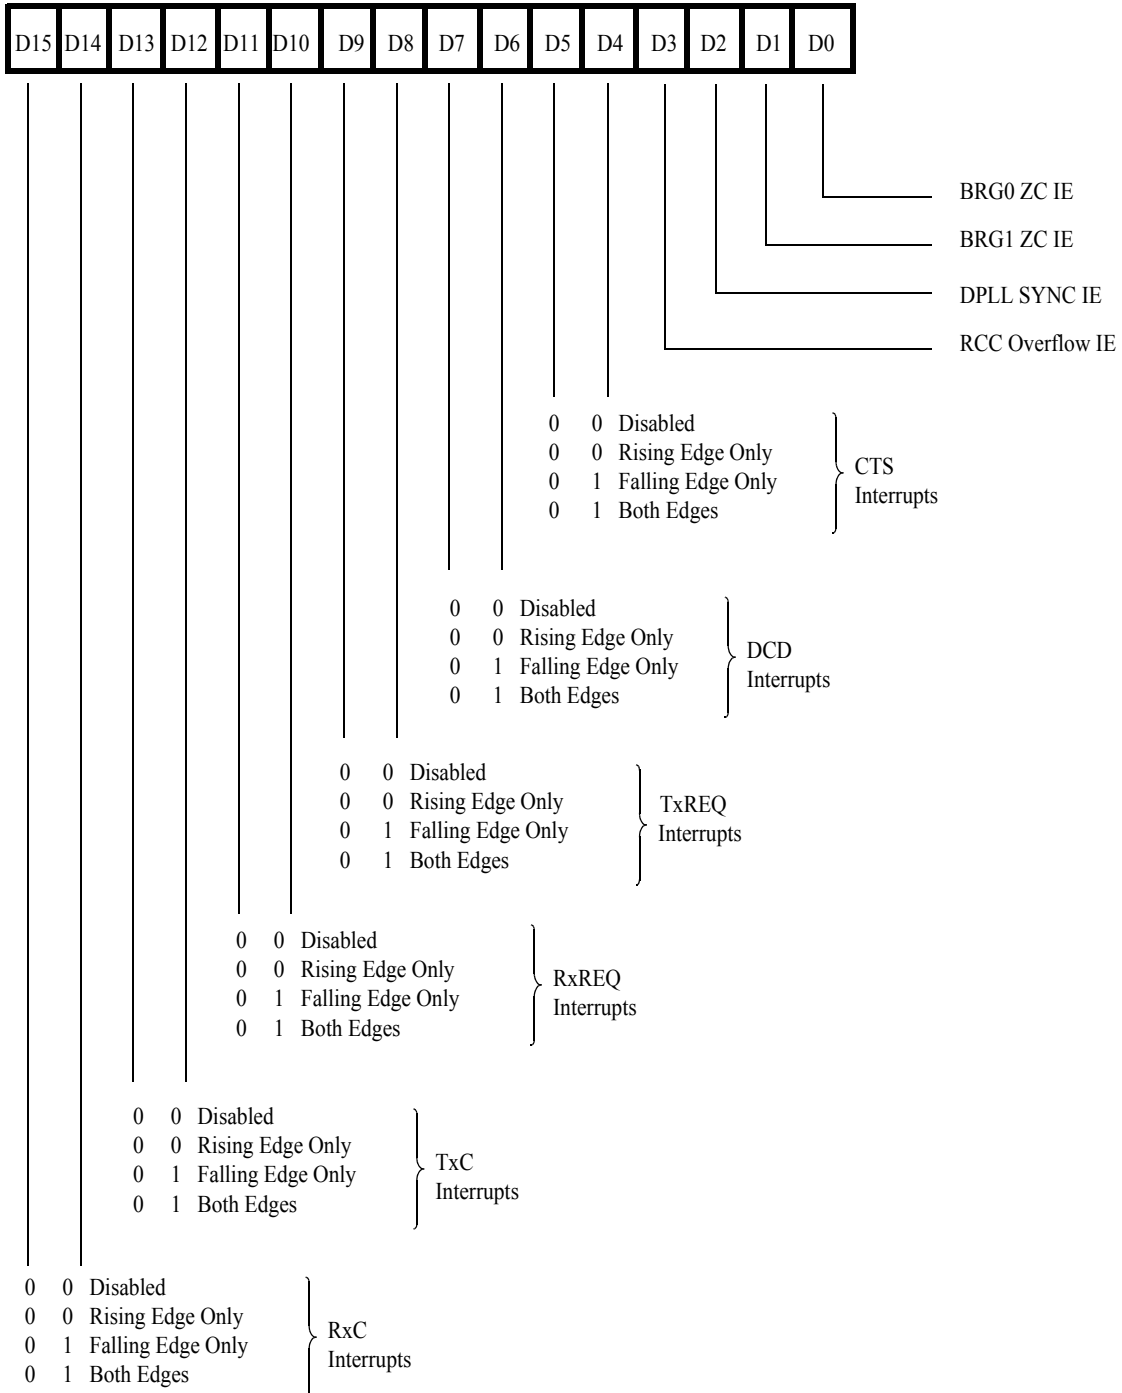 D15 D14 D13 D12 D11 D10 D9 D8 D7 D6 D5 D4 D3 D2 D1 D0
BRG0 ZC IE
BRG1 ZC IE
DPLL SYNC IE
RCC Overflow IE
0 0 Disabled
0 0 Rising Edge Only
0 1 Falling Edge Only
0 1 Both Edges
CTS
Interrupts
0 0 Disabled
0 0 Rising Edge Only
0 1 Falling Edge Only
0 1 Both Edges
DCD
Interrupts
0 0 Disabled
0 0 Rising Edge Only
0 1 Falling Edge Only
0 1 Both Edges
TxREQ
Interrupts
0 0 Disabled
0 0 Rising Edge Only
0 1 Falling Edge Only
0 1 Both Edges
RxREQ
Interrupts
0 0 Disabled
0 0 Rising Edge Only
0 1 Falling Edge Only
0 1 Both Edges
TxC
Interrupts
0 0 Disabled
0 0 Rising Edge Only
0 1 Falling Edge Only
0 1 Both Edges
RxC
Interrupts